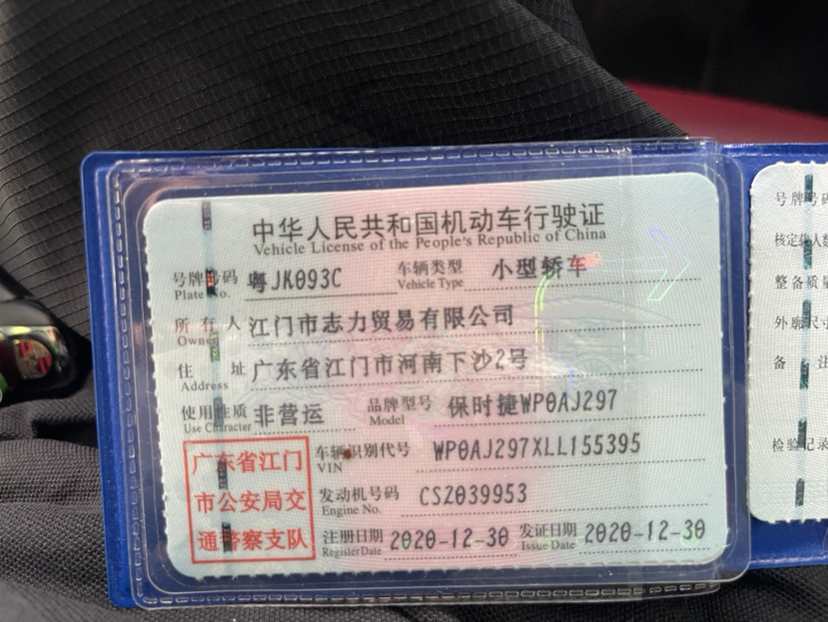 中华人民共和国机动车行驶证
Vehicle License of the People's Republic of China
号牌号码 粤JK093C 车辆类型 小型轿车
Plate No. Vehicle Type
所有人 江门市志力贸易有限公司
Owner
住址 广东省江门市河南下沙2号
Address
使用性质 非营运 品牌型号 保时捷WP0AJ297
Use Character Model
广东省江门
市公安局交
通警察支队
车辆识别代号 WP0AJ297XLL155395
VIN
发动机号码 CSZ039953
Engine No.
注册日期 2020-12-30 发证日期 2020-12-30
Register Date Issue Date
号牌号码
核定载人数
整备质量
外廓尺寸
备注
检验记录